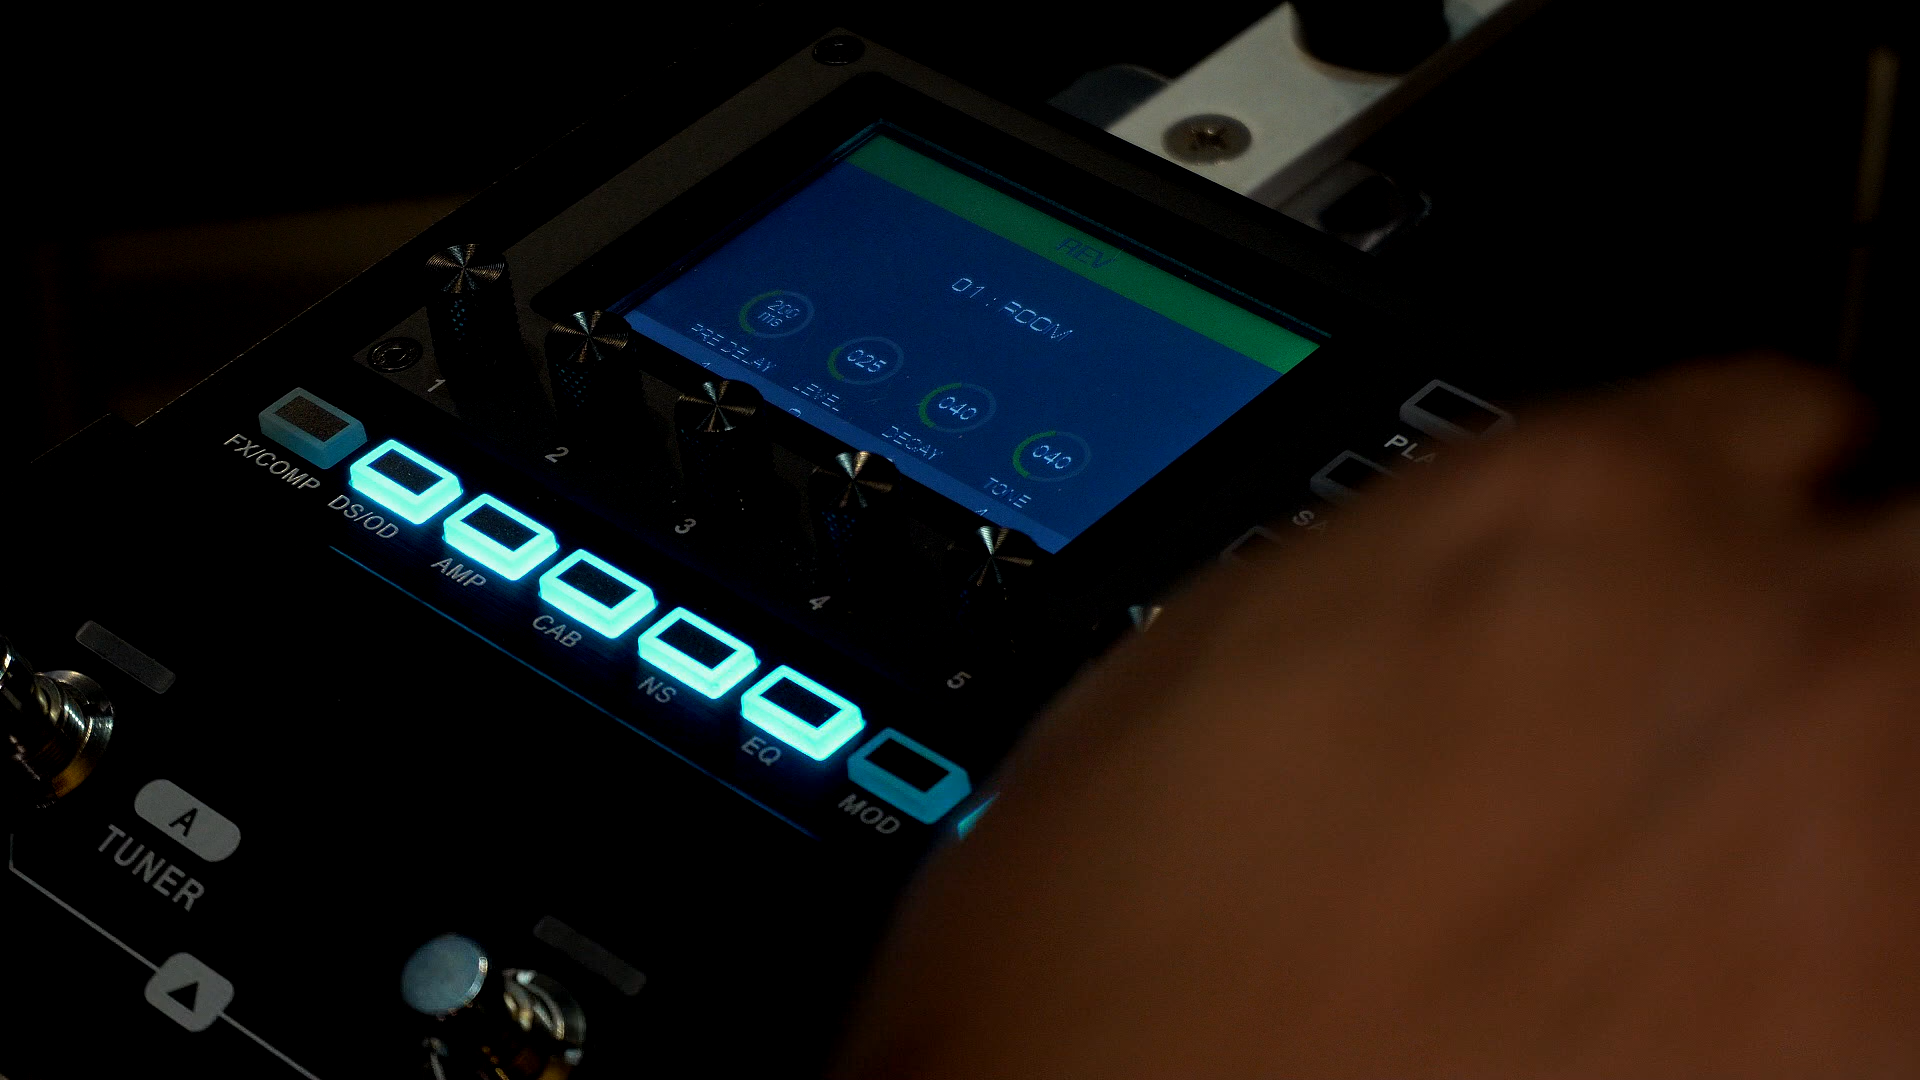 REV
01: ROOM
200
ms
025
040
040
PRE DELAY
LEVEL
DECAY
TONE
1
2
3
4
5
FX/COMP
DS/OD
AMP
CAB
NS
EQ
MOD
A
TUNER